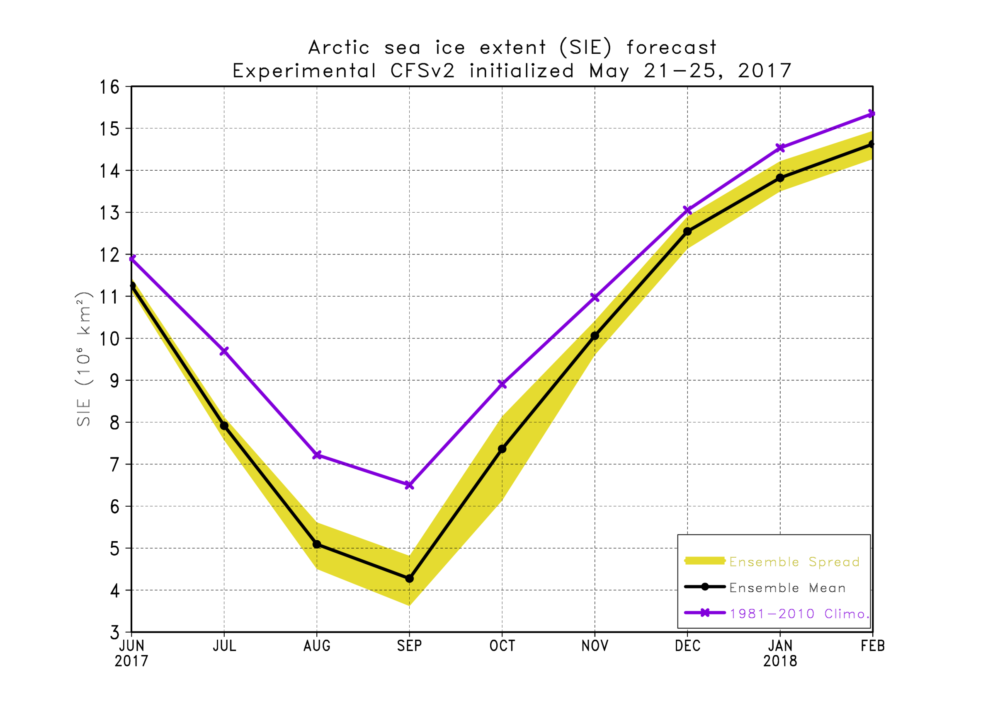 Arctic sea ice extent (SIE) forecast
Experimental CFSv2 initialized May 21-25, 2017
16
15
14
13
12
11
10
9
8
7
6
5
4
3
SIE (10⁶ km²)
JUN JUL AUG SEP OCT NOV DEC JAN FEB
2017 2018
Ensemble Spread
Ensemble Mean
1981-2010 Climo.